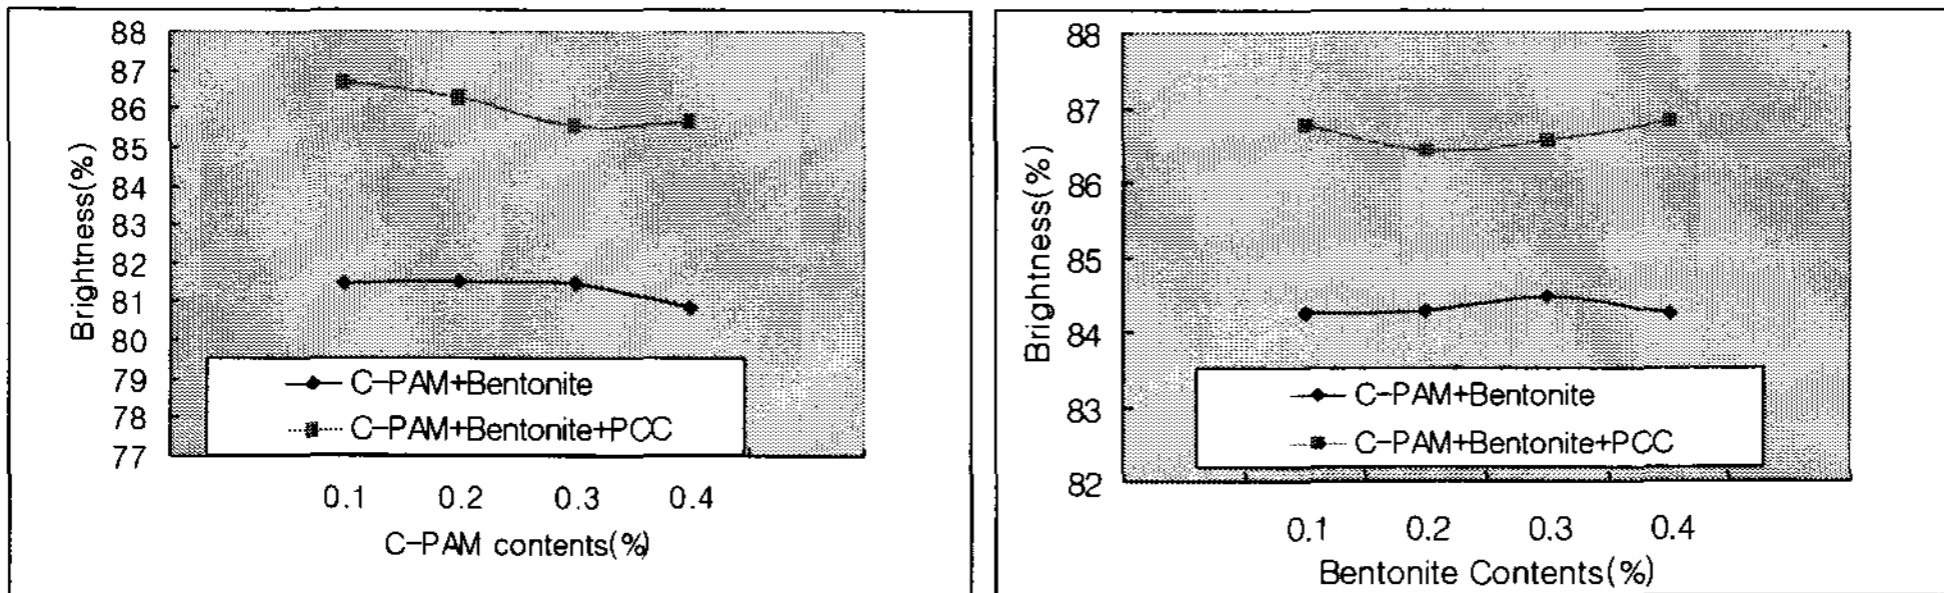 88
87
86
85
84
83
82
81
80
79
78
77
Brightness(%)
C-PAM+Bentonite
C-PAM+Bentonite+PCC
0.1 0.2 0.3 0.4
C-PAM contents(%)
88
87
86
85
84
83
82
Brightness(%)
C-PAM+Bentonite
C-PAM+Bentonite+PCC
0.1 0.2 0.3 0.4
Bentonite Contents(%)